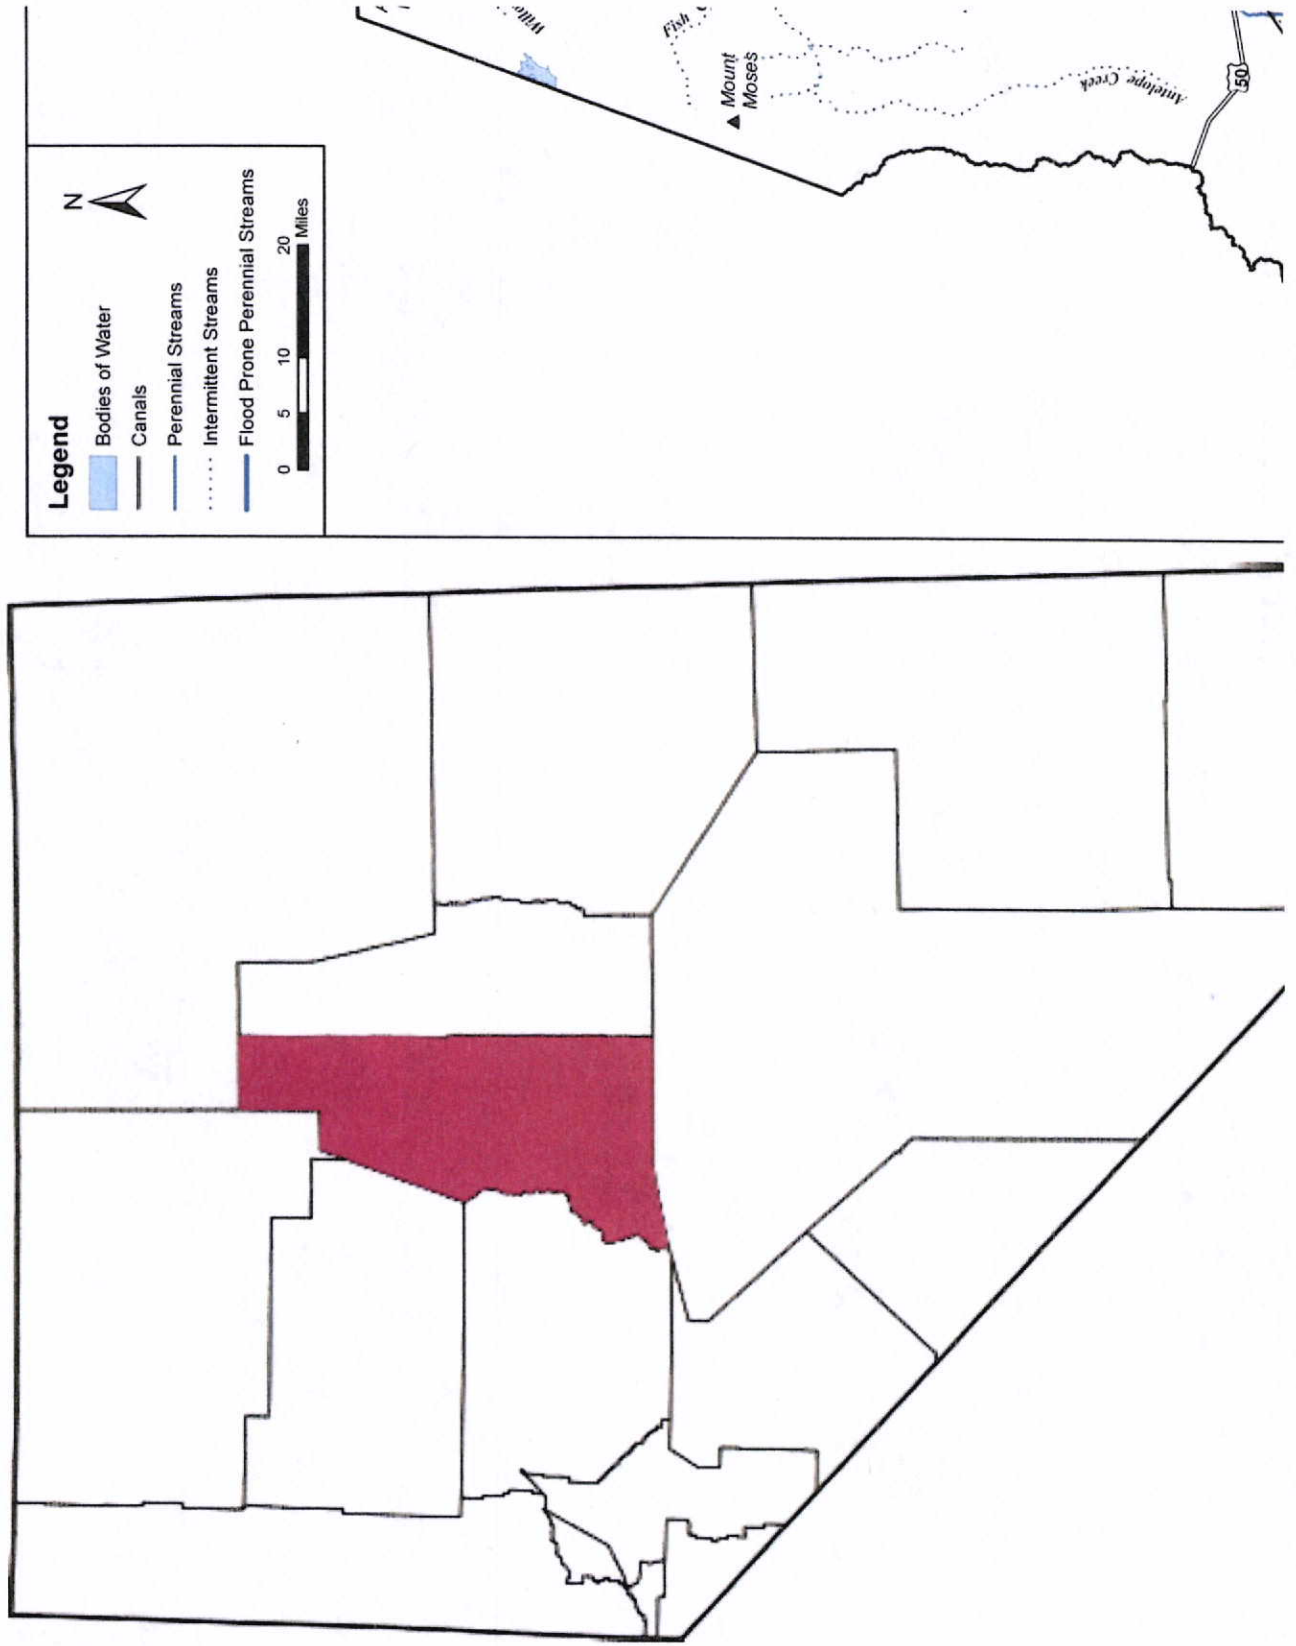 Legend
Bodies of Water
Canals
Perennial Streams
Intermittent Streams
Flood Prone Perennial Streams
0 5 10 20
Miles
N
Fish
Mount
Moses
Antelope Creek
50